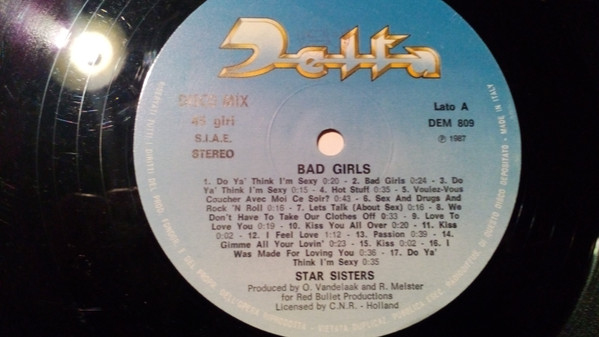 Delta
DISCO MIX
45 giri
S.I.A.E.
STEREO
Lato A
DEM 809
℗ 1987
BAD GIRLS
1. Do Ya' Think I'm Sexy 0:20 - 2. Bad Girls 0:24 - 3. Do
Ya' Think I'm Sexy 0:15 - 4. Hot Stuff 0:35 - 5. Voulez-Vous
Coucher Avec Moi Ce Soir? 0:43 - 6. Sex And Drugs And
Rock 'N Roll 0:16 - 7. Lets Talk (About Sex) 0:16 - 8. We
Don't Have To Take Our Clothes Off 0:33 - 9. Love To
Love You 0:19 - 10. Kiss You All Over 0:20 - 11. Kiss
0:02 - 12. I Feel Love 1:12 - 13. Passion 0:39 - 14.
Gimme All Your Lovin' 0:23 - 15. Kiss 0:02 - 16. I
Was Made For Loving You 0:36 - 17. Do Ya'
Think I'm Sexy 0:35
STAR SISTERS
Produced by O. Vandelaak and R. Meister
for Red Bullet Productions
Licensed by C.N.R. - Holland
MADE IN ITALY